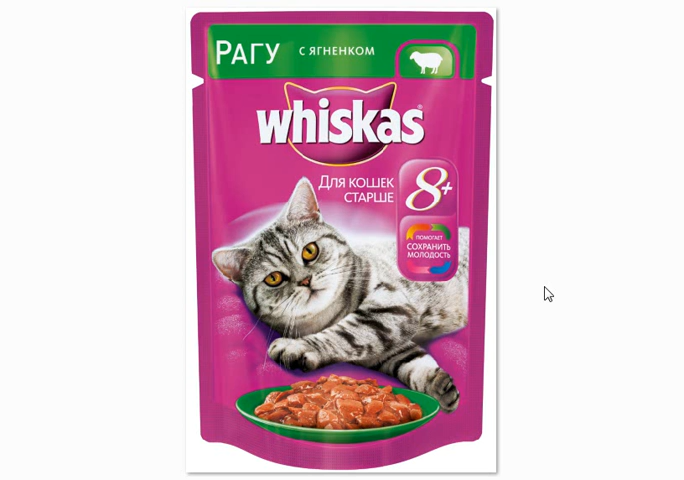 РАГУ С ЯГНЕНКОМ
whiskas®
ДЛЯ КОШЕК
СТАРШЕ
8+
ПОМОГАЕТ
СОХРАНИТЬ
МОЛОДОСТЬ